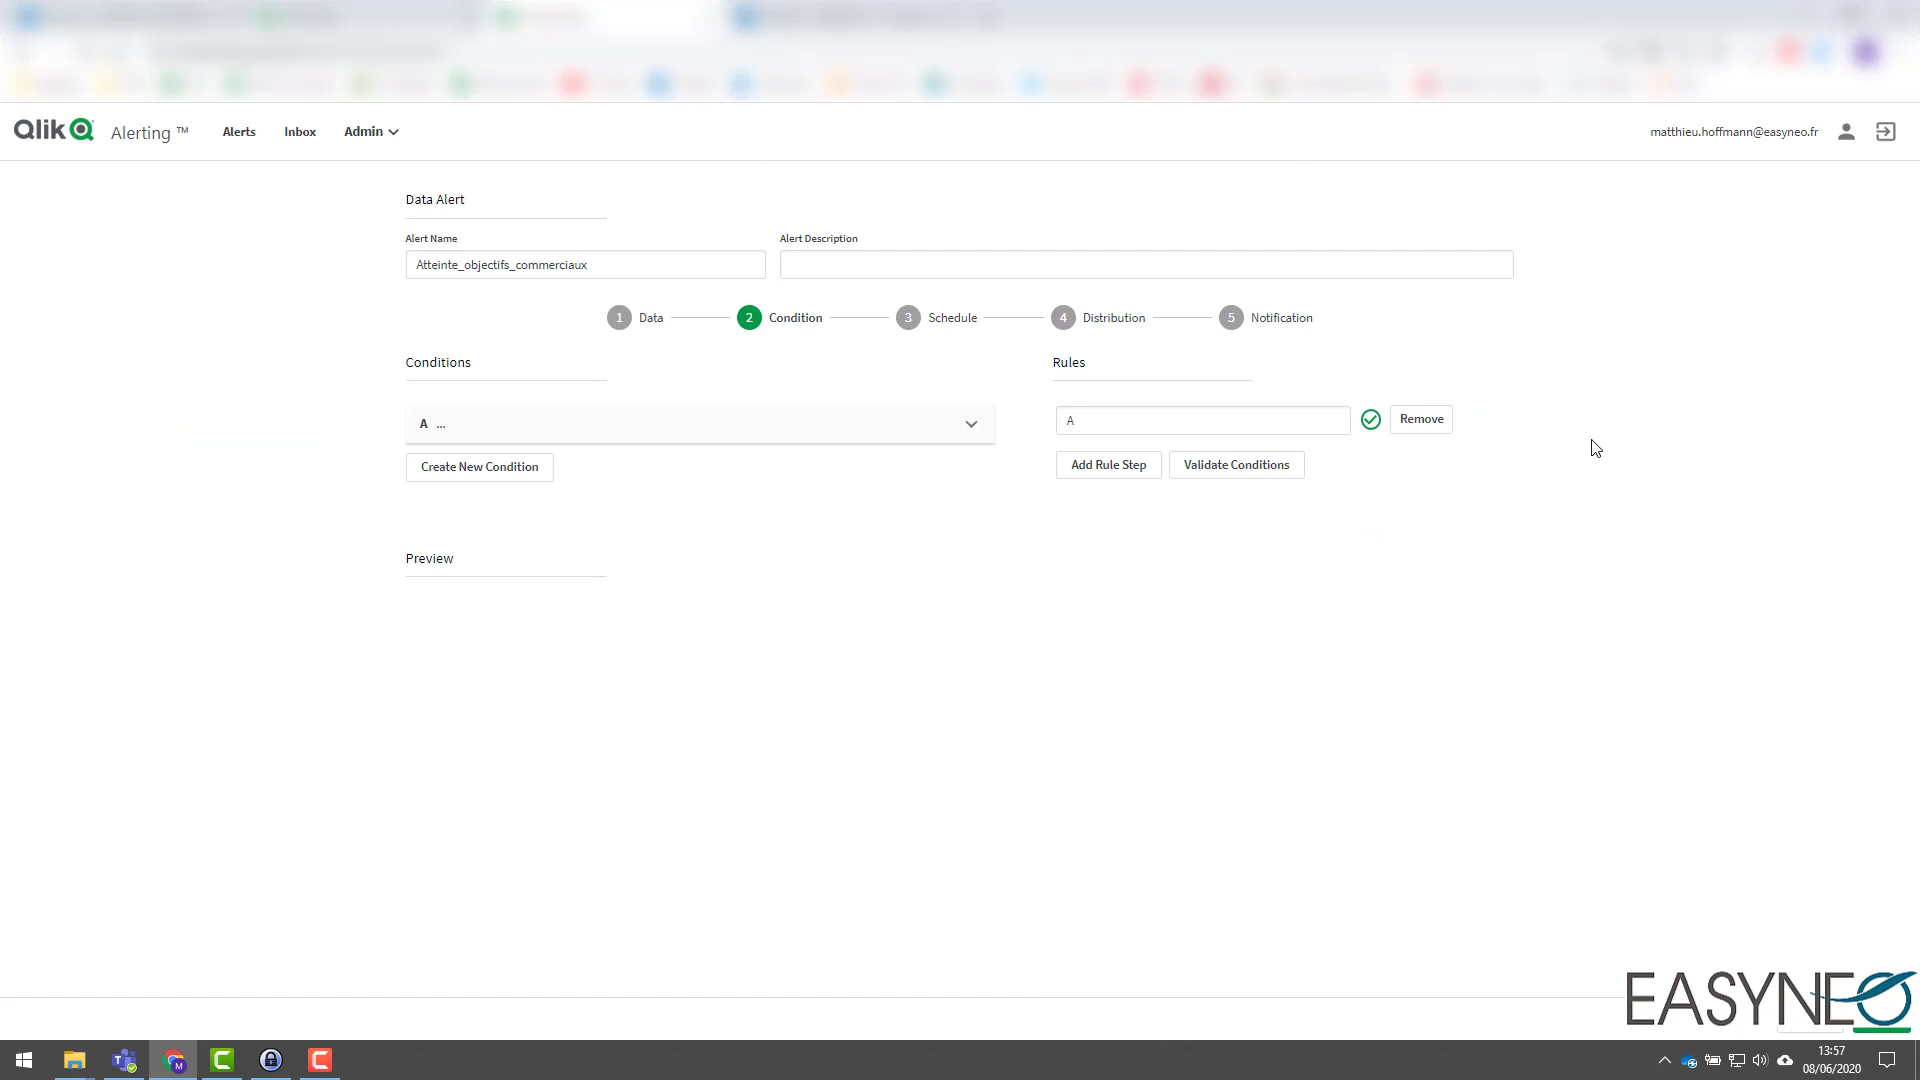 Qlik Alerting ™ Alerts Inbox Admin matthieu.hoffmann@easyneo.fr
Data Alert
Alert Name Alert Description
Atteinte_objectifs_commerciaux
1 Data 2 Condition 3 Schedule 4 Distribution 5 Notification
Conditions Rules
A ... A Remove
Create New Condition Add Rule Step Validate Conditions
Preview
EASYNEO
13:57
08/06/2020